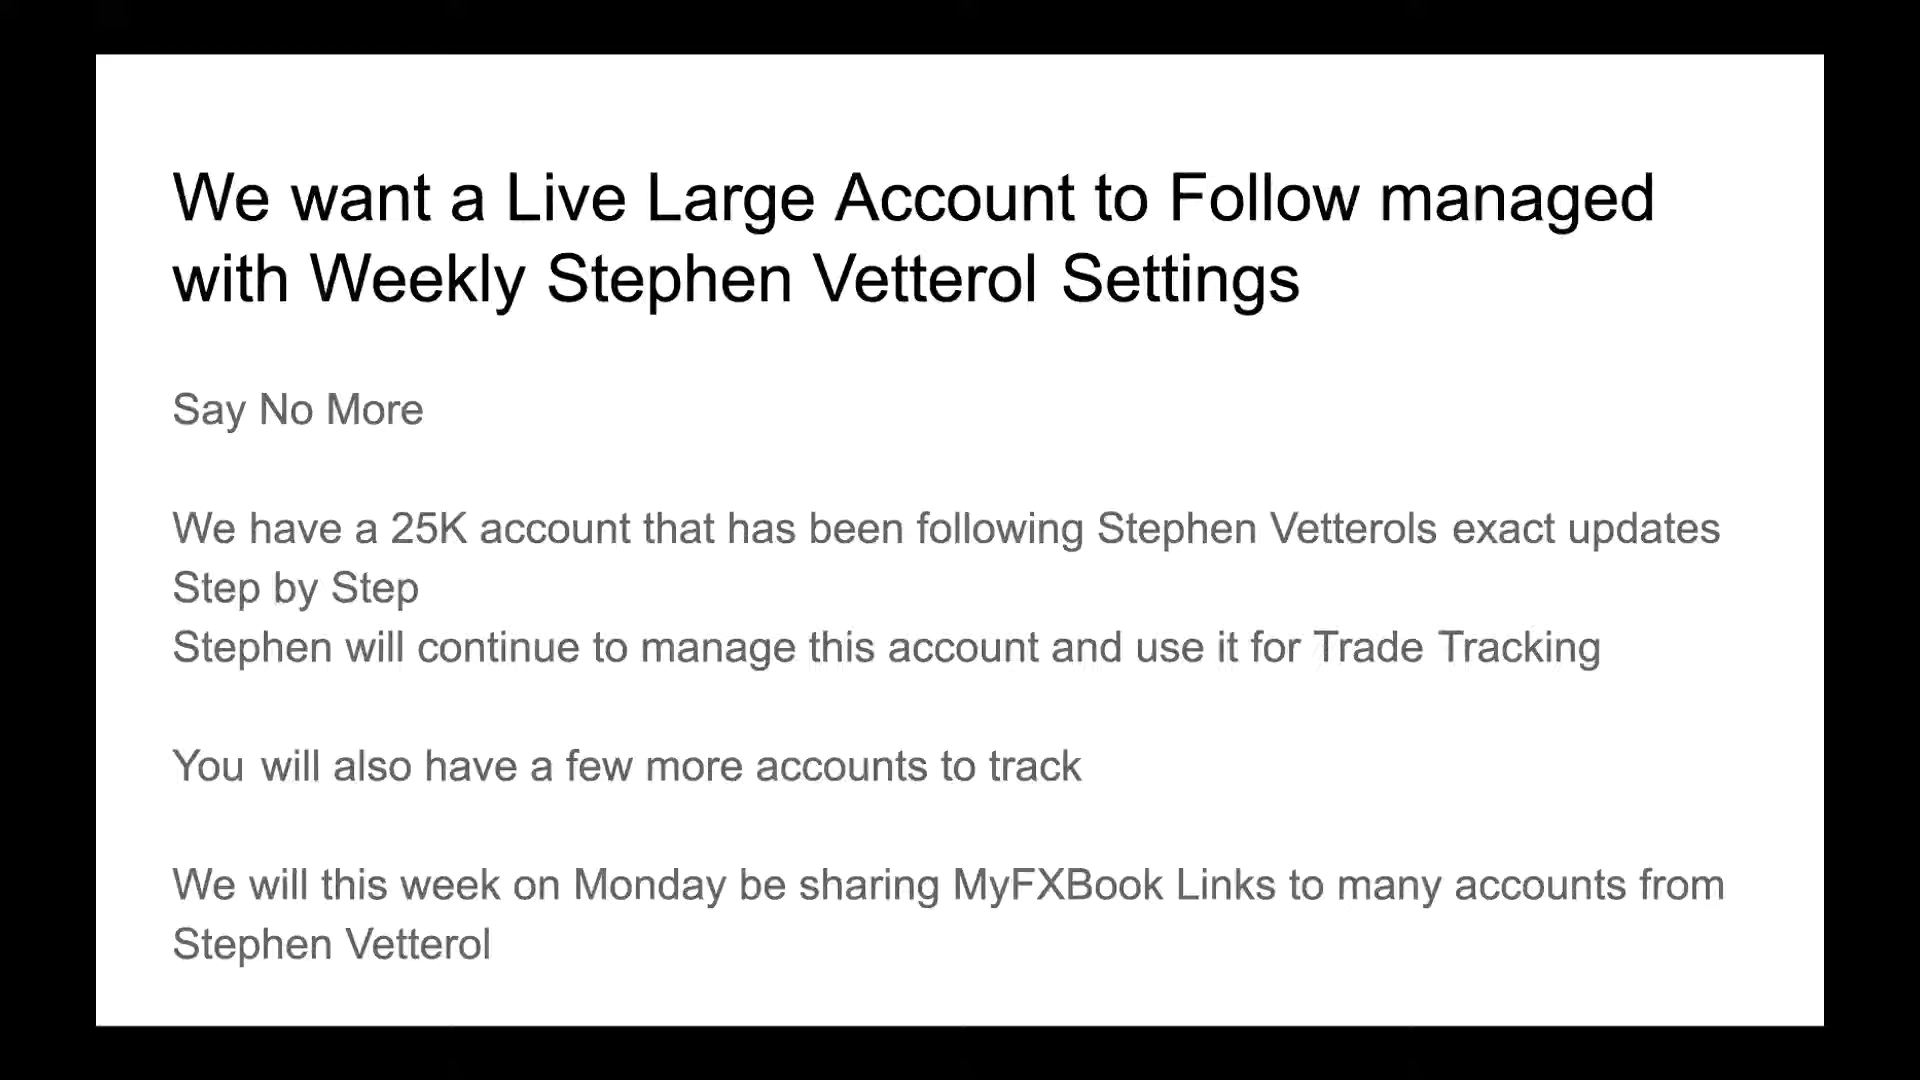 We want a Live Large Account to Follow managed
with Weekly Stephen Vetterol Settings
Say No More
We have a 25K account that has been following Stephen Vetterols exact updates
Step by Step
Stephen will continue to manage this account and use it for Trade Tracking
You will also have a few more accounts to track
We will this week on Monday be sharing MyFXBook Links to many accounts from
Stephen Vetterol